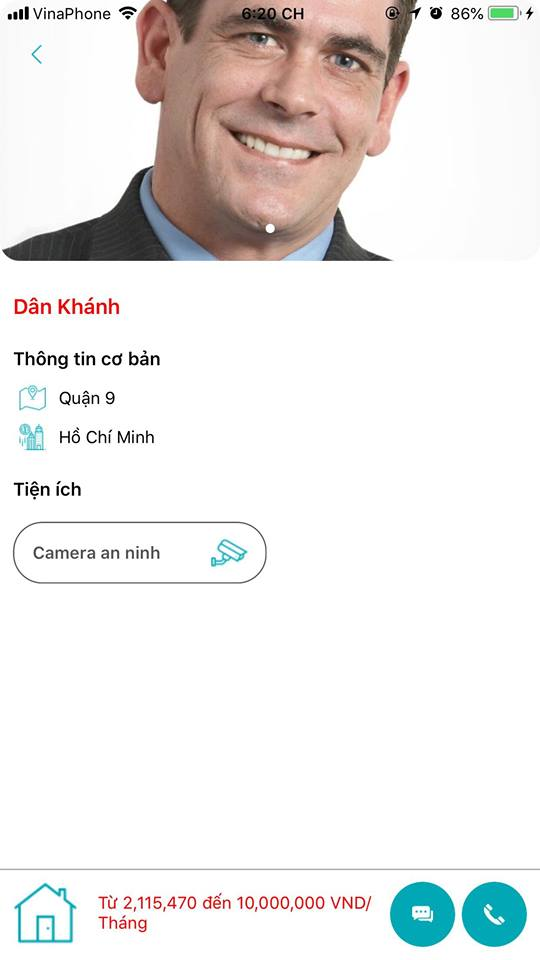 VinaPhone 6:20 CH 86%
Dân Khánh
Thông tin cơ bản
Quận 9
Hồ Chí Minh
Tiện ích
Camera an ninh
Từ 2,115,470 đến 10,000,000 VND/
Tháng